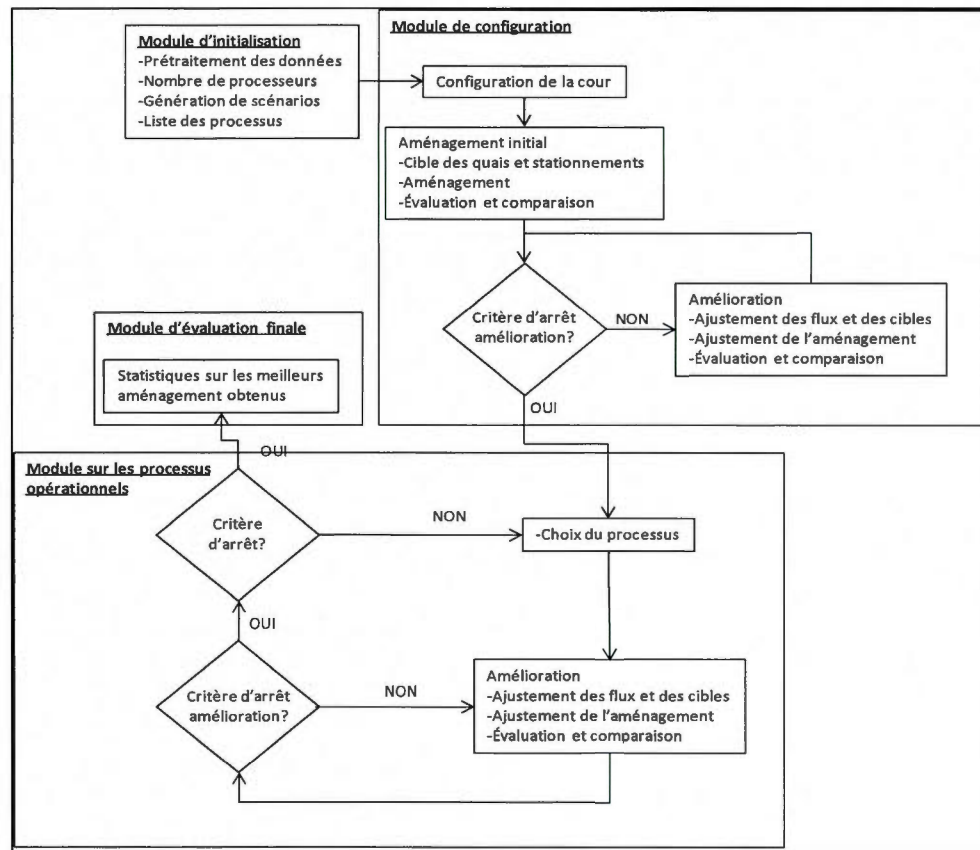 Module d'initialisation
-Prétraitement des données
-Nombre de processeurs
-Génération de scénarios
-Liste des processus
Module de configuration
Configuration de la cour
Aménagement initial
-Cible des quais et stationnements
-Aménagement
-Évaluation et comparaison
Critère d'arrêt
amélioration?
NON
Amélioration
-Ajustement des flux et des cibles
-Ajustement de l'aménagement
-Évaluation et comparaison
OUI
Module d'évaluation finale
Statistiques sur les meilleurs
aménagement obtenus
OUI
Module sur les processus
opérationnels
Critère
d'arrêt?
NON
-Choix du processus
OUI
Critère d'arrêt
amélioration?
NON
Amélioration
-Ajustement des flux et des cibles
-Ajustement de l'aménagement
-Évaluation et comparaison